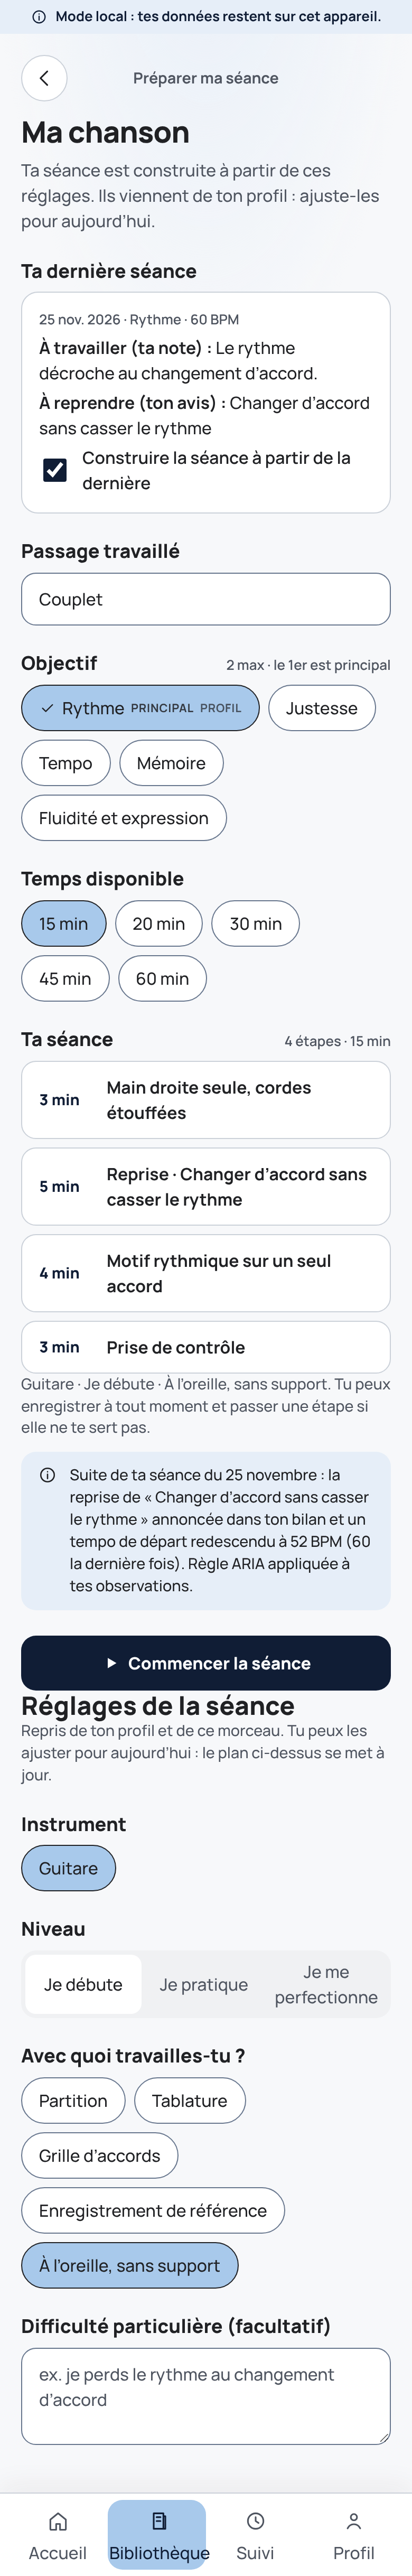 Mode local : tes données restent sur cet appareil.
Préparer ma séance
Ma chanson
Ta séance est construite à partir de ces
réglages. Ils viennent de ton profil : ajuste-les
pour aujourd’hui.
Ta dernière séance
25 nov. 2026 · Rythme · 60 BPM
À travailler (ta note) : Le rythme
décroche au changement d’accord.
À reprendre (ton avis) : Changer d’accord
sans casser le rythme
Construire la séance à partir de la
dernière
Passage travaillé
Couplet
Objectif
2 max · le 1er est principal
Rythme PRINCIPAL PROFIL
Justesse
Tempo
Mémoire
Fluidité et expression
Temps disponible
15 min
20 min
30 min
45 min
60 min
Ta séance
4 étapes · 15 min
3 min
Main droite seule, cordes
étouffées
5 min
Reprise · Changer d’accord sans
casser le rythme
4 min
Motif rythmique sur un seul
accord
3 min
Prise de contrôle
Guitare · Je débute · À l’oreille, sans support. Tu peux
enregistrer à tout moment et passer une étape si
elle ne te sert pas.
Suite de ta séance du 25 novembre : la
reprise de « Changer d’accord sans casser
le rythme » annoncée dans ton bilan et un
tempo de départ redescendu à 52 BPM (60
la dernière fois). Règle ARIA appliquée à
tes observations.
Commencer la séance
Réglages de la séance
Repris de ton profil et de ce morceau. Tu peux les
ajuster pour aujourd’hui : le plan ci-dessus se met à
jour.
Instrument
Guitare
Niveau
Je débute
Je pratique
Je me
perfectionne
Avec quoi travailles-tu ?
Partition
Tablature
Grille d’accords
Enregistrement de référence
À l’oreille, sans support
Difficulté particulière (facultatif)
ex. je perds le rythme au changement
d’accord
Accueil
Bibliothèque
Suivi
Profil